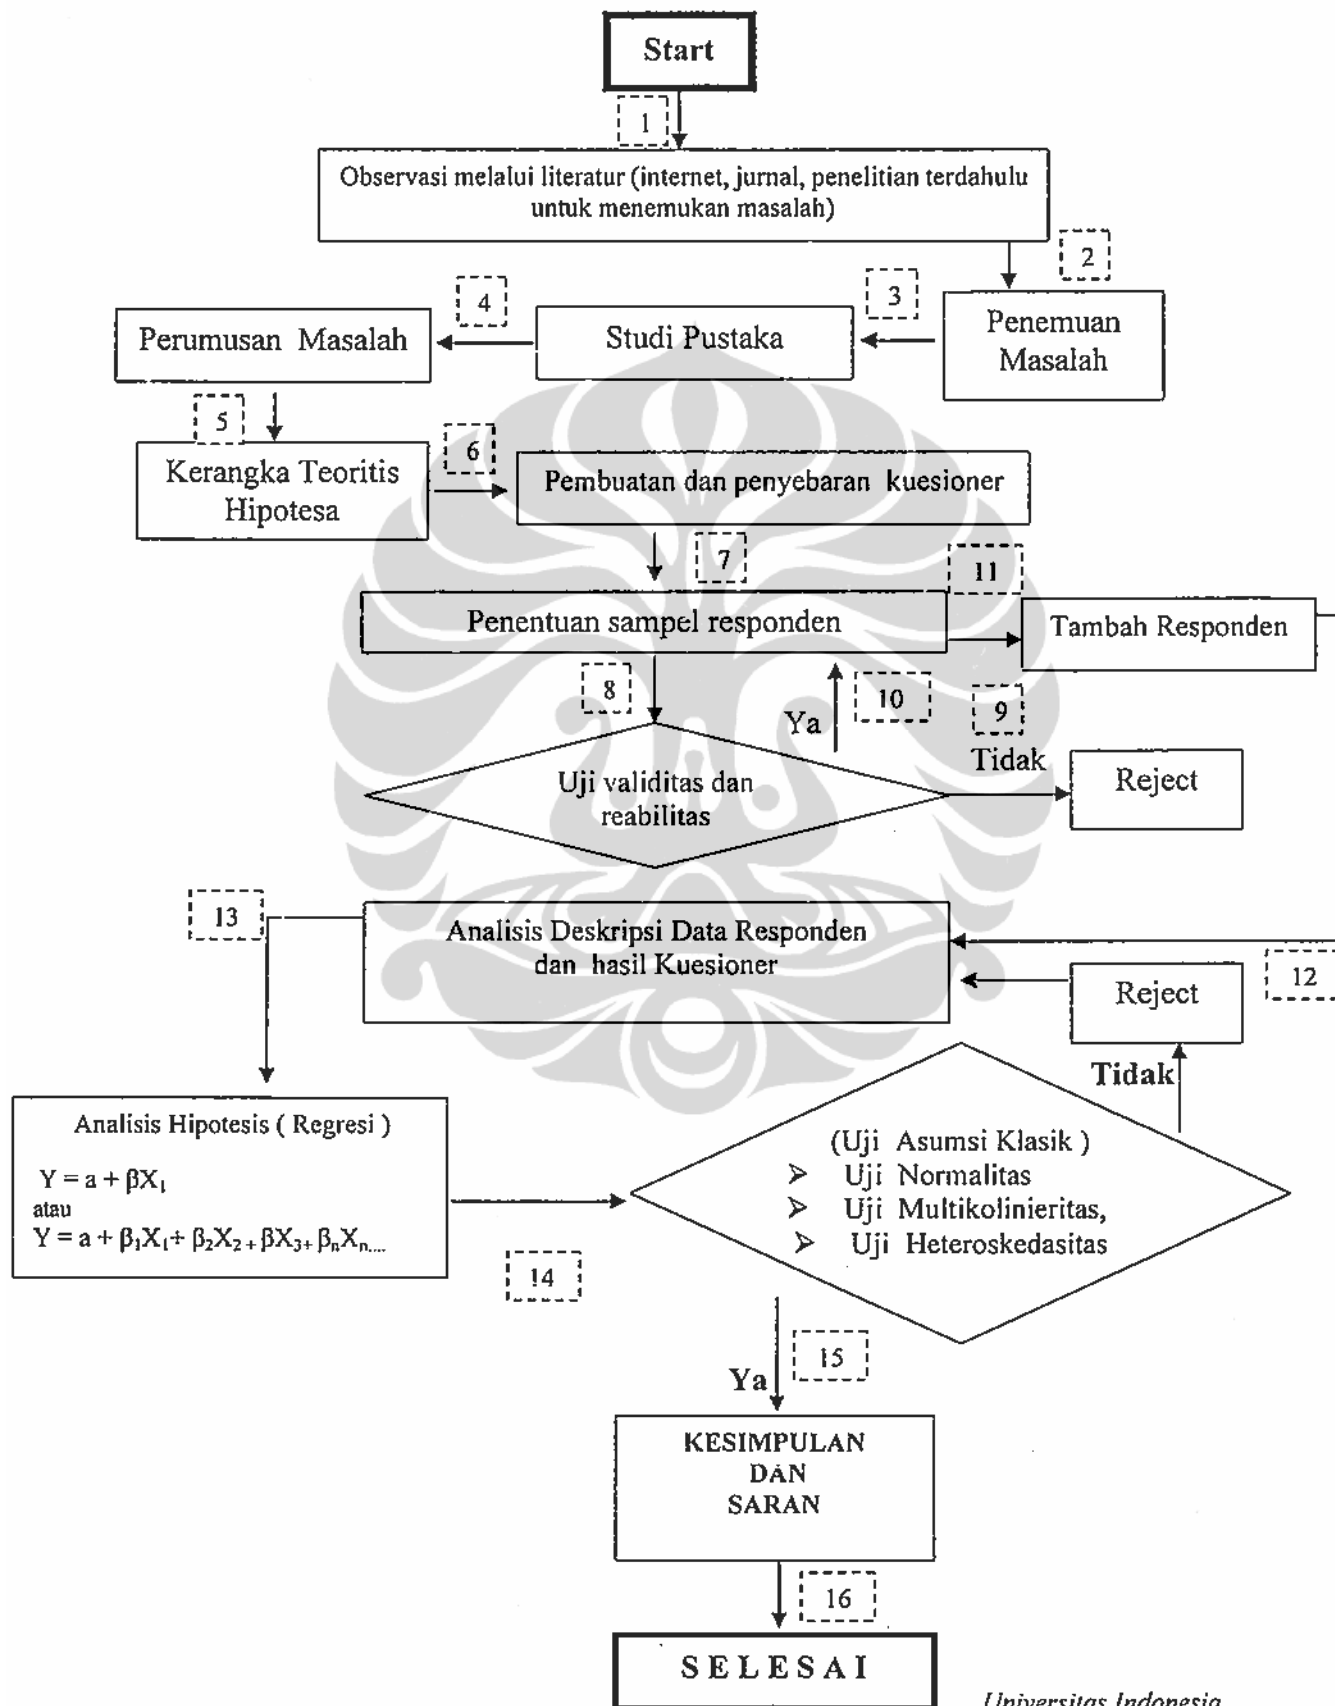 Start
1
Observasi melalui literatur (internet, jurnal, penelitian terdahulu
untuk menemukan masalah)
2
Penemuan
Masalah
3
Studi Pustaka
4
Perumusan Masalah
5
Kerangka Teoritis
Hipotesa
6
Pembuatan dan penyebaran kuesioner
7
Penentuan sampel responden
11
Tambah Responden
8
10
Ya
9
Tidak
Uji validitas dan
reabilitas
Reject
13
Analisis Deskripsi Data Responden
dan hasil Kuesioner
12
Reject
Tidak
Analisis Hipotesis ( Regresi )
Y = a + βX₁
atau
Y = a + β₁X₁+ β₂X₂ + βX₃+ βₙXₙ....
14
(Uji Asumsi Klasik )
➢ Uji Normalitas
➢ Uji Multikolinieritas,
➢ Uji Heteroskedasitas
15
Ya
KESIMPULAN
DAN
SARAN
16
SELESAI
Universitas Indonesia